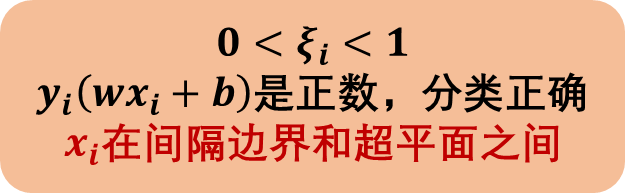 0 < ξᵢ < 1
yᵢ(wxᵢ + b)是正数，分类正确
xᵢ在间隔边界和超平面之间